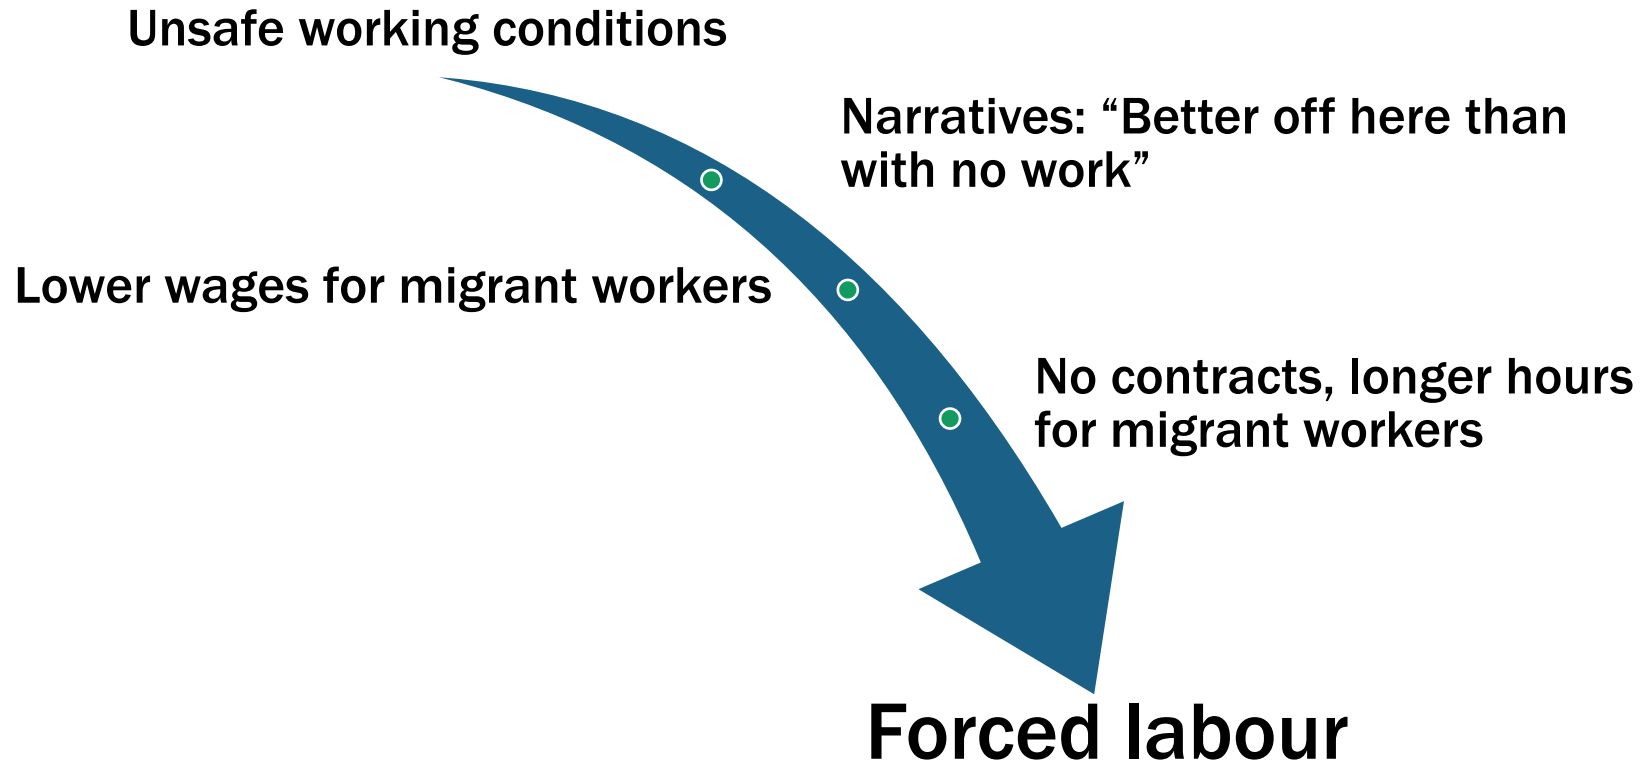 Unsafe working conditions
Narratives: “Better off here than
with no work”
Lower wages for migrant workers
No contracts, longer hours
for migrant workers
Forced labour